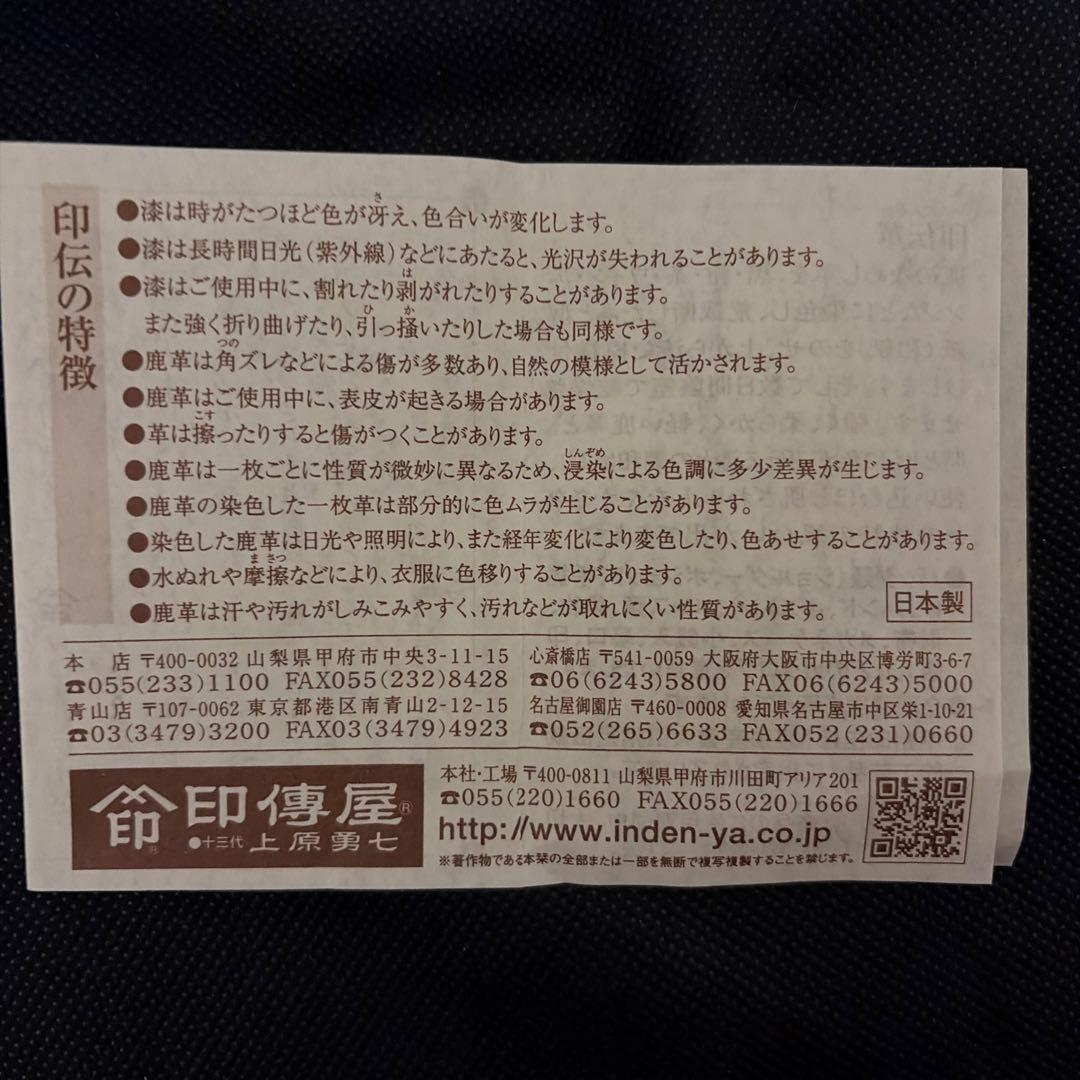 印伝の特徴
●漆は時がたつほど色が冴え、色合いが変化します。
●漆は長時間日光(紫外線)などにあたると、光沢が失われることがあります。
●漆はご使用中に、割れたり剥がれたりすることがあります。
また強く折り曲げたり、引っ掻いたりした場合も同様です。
●鹿革は角ズレなどによる傷が多数あり、自然の模様として活かされます。
●鹿革はご使用中に、表皮が起きる場合があります。
●革は擦ったりすると傷がつくことがあります。
●鹿革は一枚ごとに性質が微妙に異なるため、浸染による色調に多少差異が生じます。
●鹿革の染色した一枚革は部分的に色ムラが生じることがあります。
●染色した鹿革は日光や照明により、また経年変化により変色したり、色あせすることがあります。
●水ぬれや摩擦などにより、衣服に色移りすることがあります。
●鹿革は汗や汚れがしみこみやすく、汚れなどが取れにくい性質があります。
日本製
本 店 〒400-0032 山梨県甲府市中央3-11-15
☎055(233)1100 FAX055(232)8428
青山店 〒107-0062 東京都港区南青山2-12-15
☎03(3479)3200 FAX03(3479)4923
心斎橋店 〒541-0059 大阪府大阪市中央区博労町3-6-7
☎06(6243)5800 FAX06(6243)5000
名古屋御園店 〒460-0008 愛知県名古屋市中区栄1-10-21
☎052(265)6633 FAX052(231)0660
印 印傳屋®
®●十三代 上原勇七
本社・工場 〒400-0811 山梨県甲府市川田町アリア201
☎055(220)1660 FAX055(220)1666
http://www.inden-ya.co.jp
※著作物である本栞の全部または一部を無断で複写複製することを禁じます。